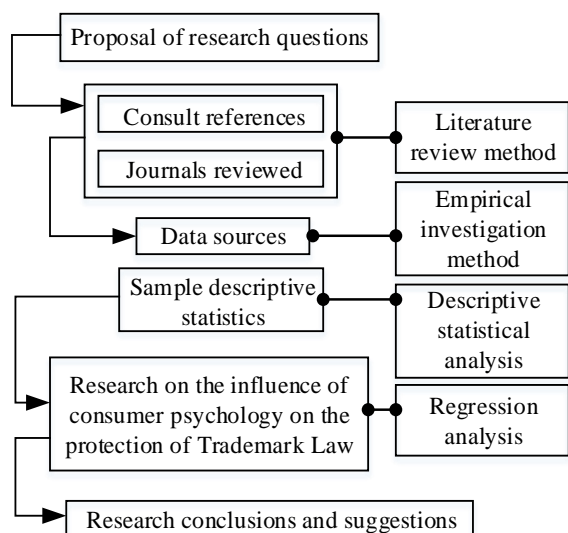 Proposal of research questions
Consult references
Journals reviewed
Literature
review method
Data sources
Empirical
investigation
method
Sample descriptive
statistics
Descriptive
statistical
analysis
Research on the influence of
consumer psychology on the
protection of Trademark Law
Regression
analysis
Research conclusions and suggestions